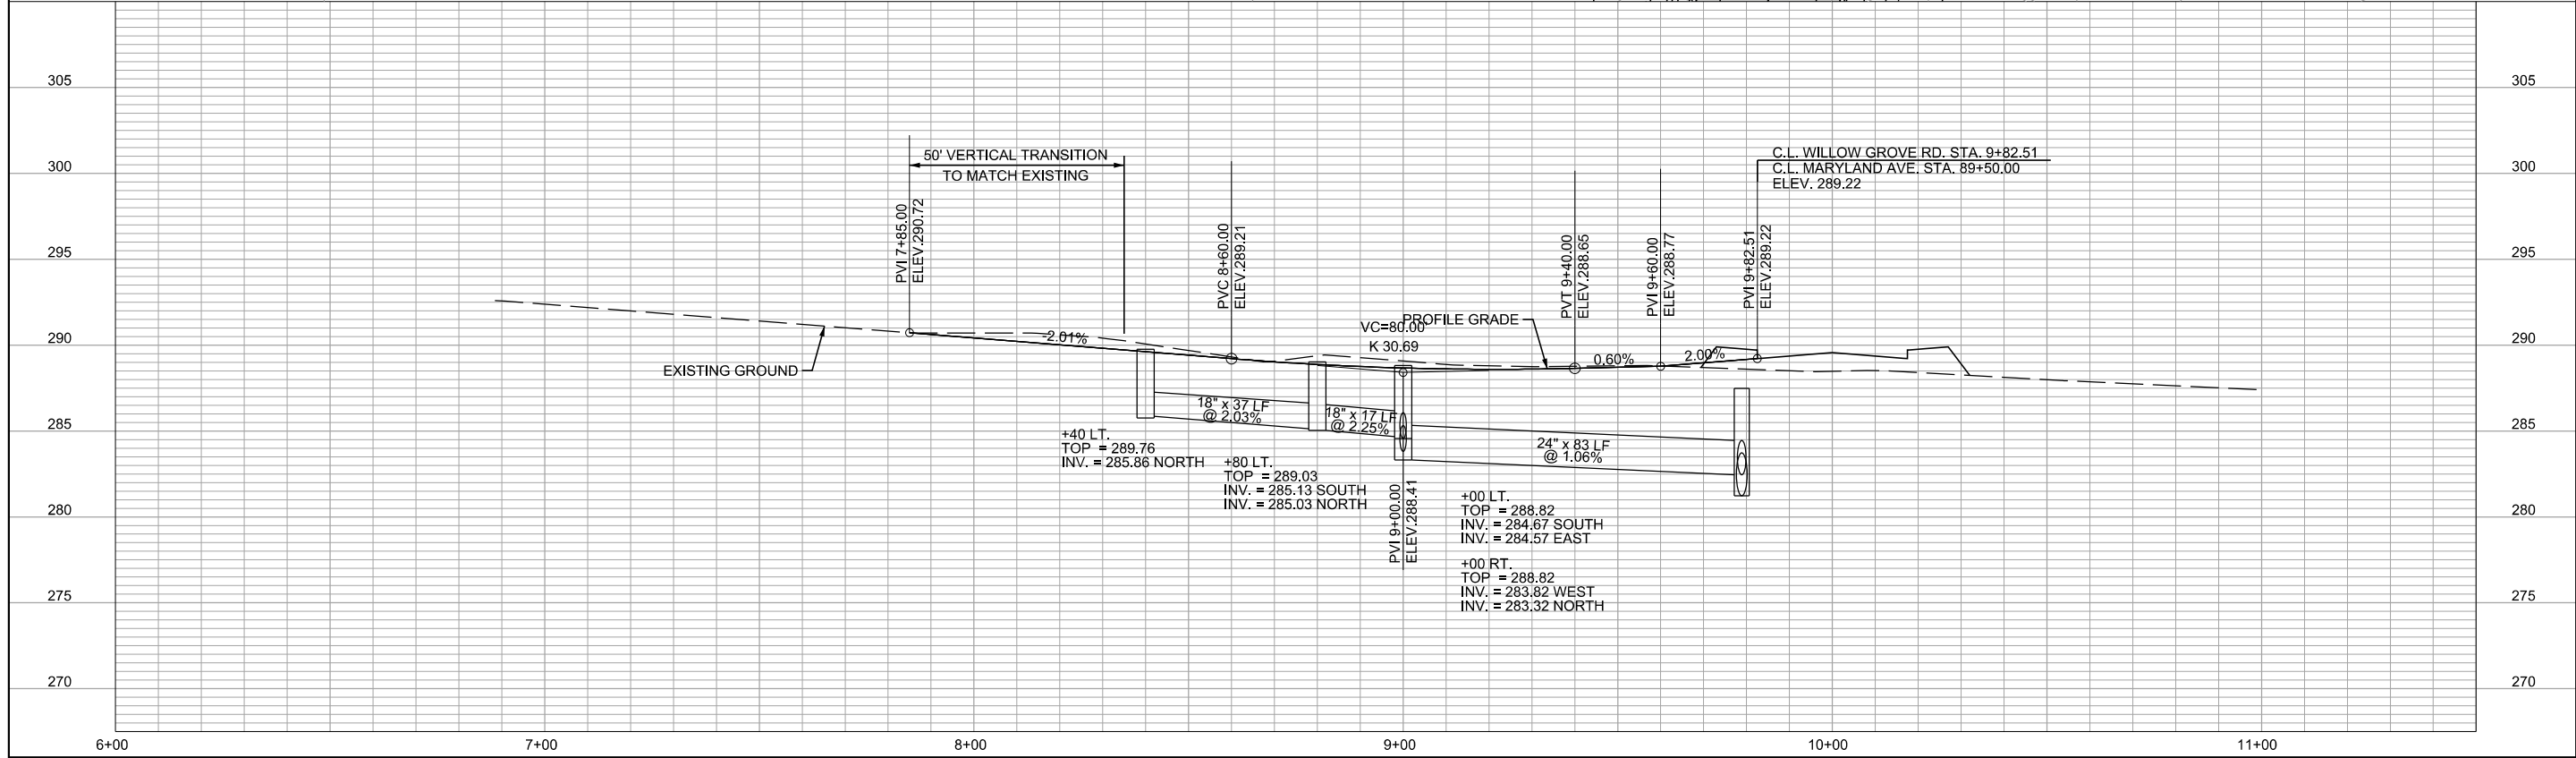 305
305
300
300
295
295
290
290
285
285
280
280
275
275
270
270
50' VERTICAL TRANSITION
TO MATCH EXISTING
C.L. WILLOW GROVE RD. STA. 9+82.51
C.L. MARYLAND AVE. STA. 89+50.00
ELEV. 289.22
PVI 7+85.00
ELEV.290.72
PVC 8+60.00
ELEV.289.21
PVT 9+40.00
ELEV.288.65
PVI 9+60.00
ELEV.288.77
PVI 9+82.51
ELEV.289.22
VC=80.00'
K 30.69
PROFILE GRADE
-2.01%
0.60%
2.00%
EXISTING GROUND
18" x 37 LF
@ 2.03%
18" x 17 LF
@ 2.25%
24" x 83 LF
@ 1.06%
+40 LT.
TOP = 289.76
INV. = 285.86 NORTH
+80 LT.
TOP = 289.03
INV. = 285.13 SOUTH
INV. = 285.03 NORTH
PVI 9+00.00
ELEV.288.41
+00 LT.
TOP = 288.82
INV. = 284.67 SOUTH
INV. = 284.57 EAST
+00 RT.
TOP = 288.82
INV. = 283.82 WEST
INV. = 283.32 NORTH
6+00
7+00
8+00
9+00
10+00
11+00